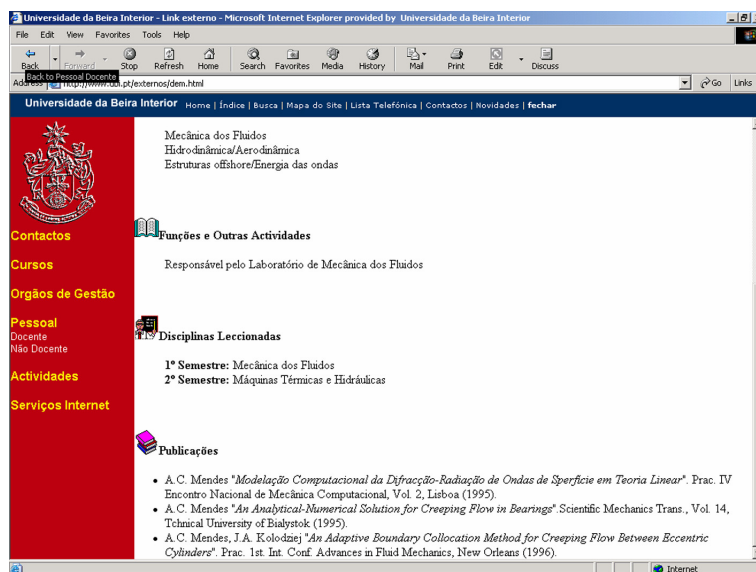 Universidade da Beira Interior - Link externo - Microsoft Internet Explorer provided by Universidade da Beira Interior
File Edit View Favorites Tools Help
Back Forward Stop Refresh Home Search Favorites Media History Mail Print Edit Discuss
Back to Pessoal Docente
Address http://www.ubi.pt/externos/dem.html Go Links
Universidade da Beira Interior Home | Índice | Busca | Mapa do Site | Lista Telefónica | Contactos | Novidades | fechar
Mecânica dos Fluidos
Hidrodinâmica/Aerodinâmica
Estruturas offshore/Energia das ondas
Contactos
Cursos
Orgãos de Gestão
Pessoal
Docente
Não Docente
Actividades
Serviços Internet
Funções e Outras Actividades
Responsável pelo Laboratório de Mecânica dos Fluidos
Disciplinas Leccionadas
1º Semestre: Mecânica dos Fluidos
2º Semestre: Máquinas Térmicas e Hidráulicas
Publicações
• A.C. Mendes "Modelação Computacional da Difracção-Radiação de Ondas de Sperficie em Teoria Linear". Prac. IV
Encontro Nacional de Mecânica Computacional, Vol. 2, Lisboa (1995).
• A.C. Mendes "An Analytical-Numerical Solution for Creeping Flow in Bearings".Scientific Mechanics Trans., Vol. 14,
Tchnical University of Bialystok (1995).
• A.C. Mendes, J.A. Kolodziej "An Adaptive Boundary Collocation Method for Creeping Flow Between Eccentric
Cylinders". Prac. 1st. Int. Conf. Advances in Fluid Mechanics, New Orleans (1996).
Internet